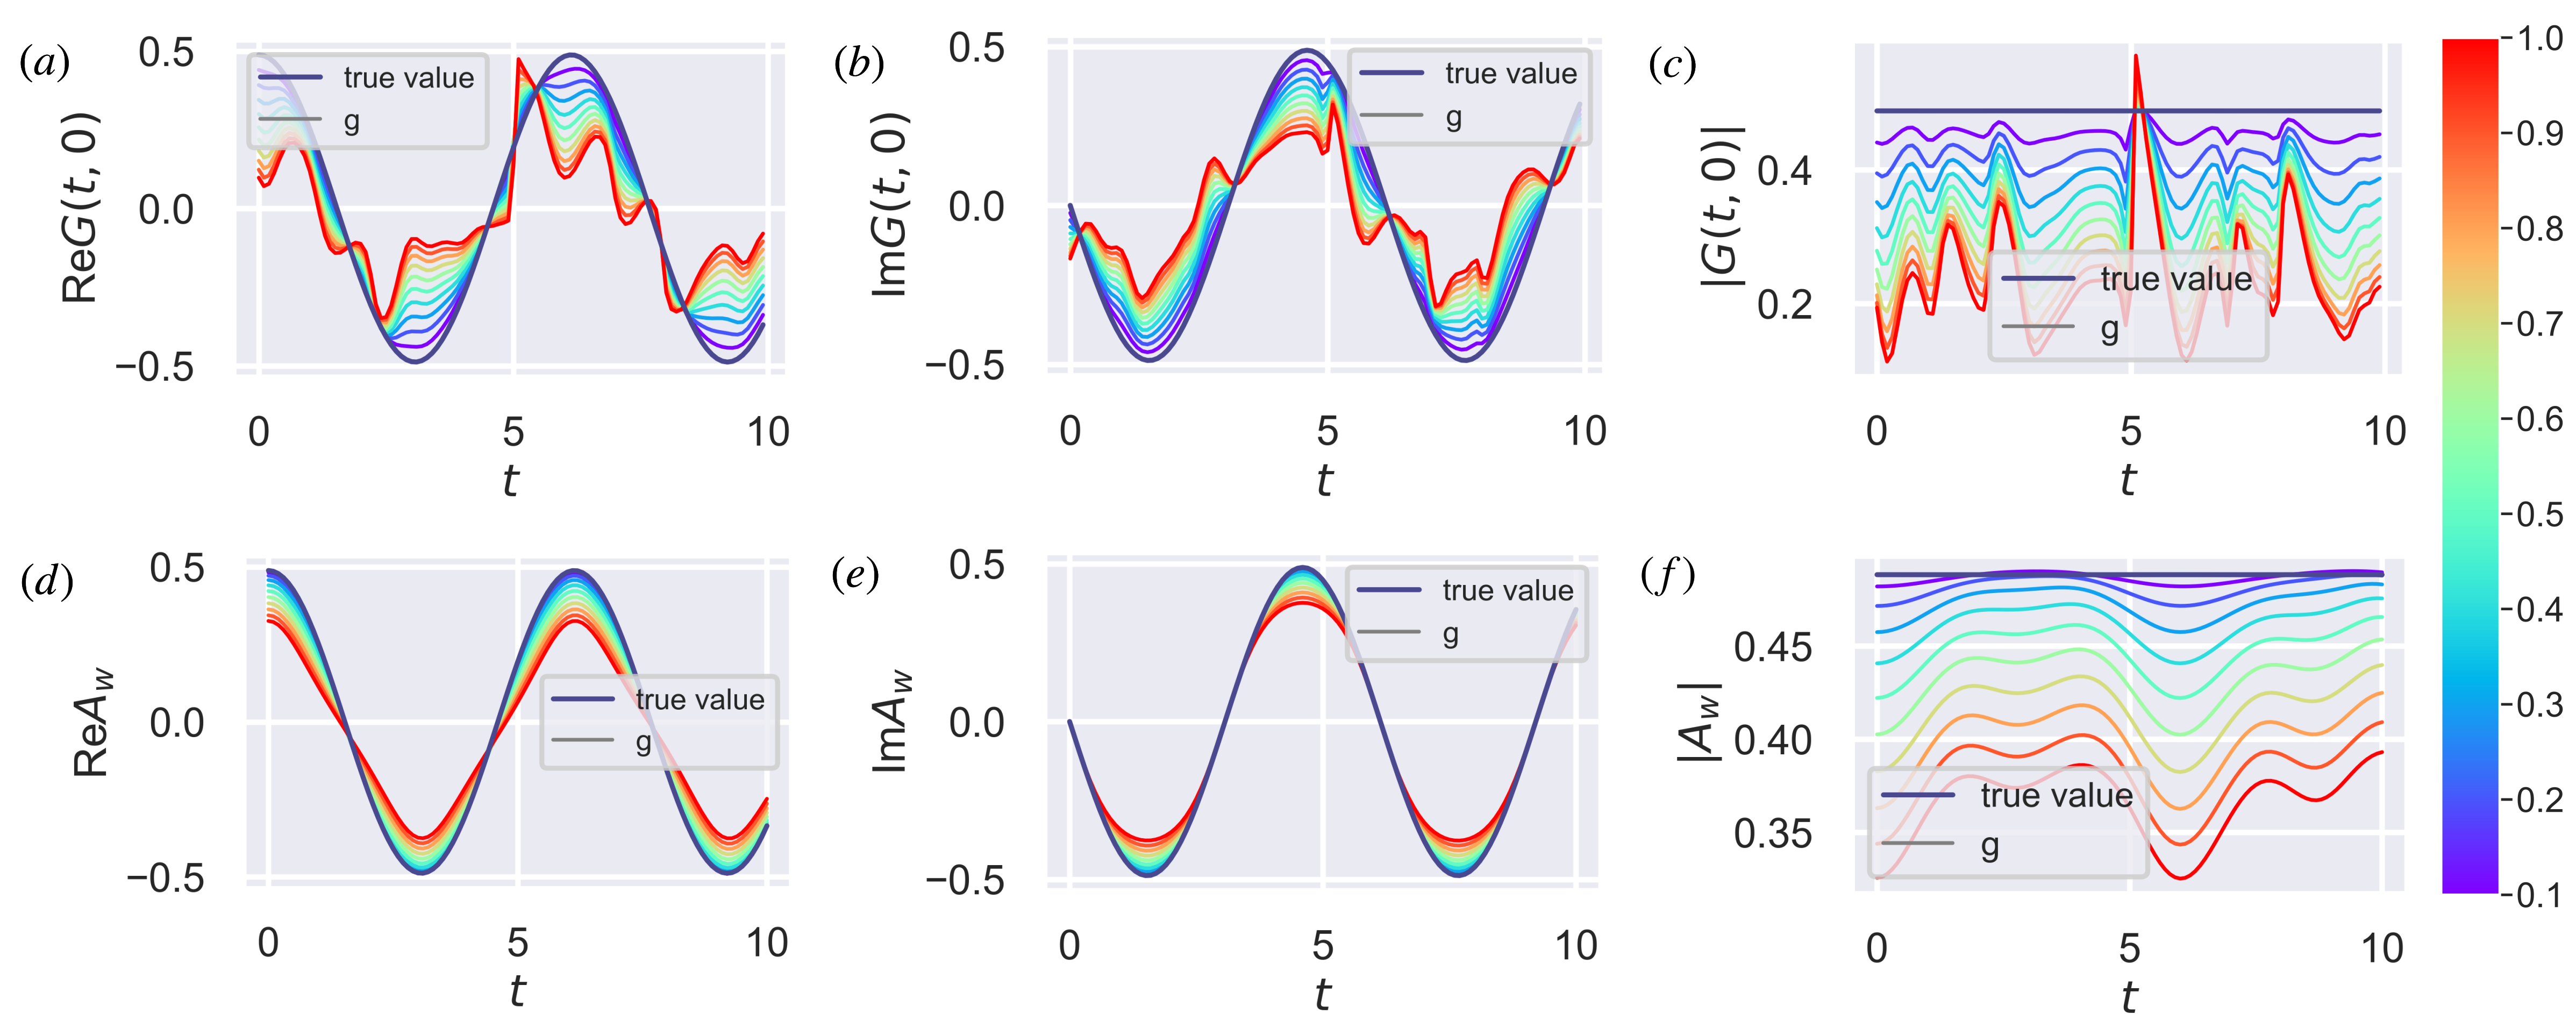 (a)
ReG(t, 0)
0.5
0.0
−0.5
true value
g
0
5
10
t
(b)
ImG(t, 0)
0.5
0.0
−0.5
true value
g
0
5
10
t
(c)
|G(t, 0)|
0.4
0.2
true value
g
0
5
10
t
1.0
0.9
0.8
0.7
0.6
0.5
0.4
0.3
0.2
0.1
(d)
ReA_w
0.5
0.0
−0.5
true value
g
0
5
10
t
(e)
ImA_w
0.5
0.0
−0.5
true value
g
0
5
10
t
(f)
|A_w|
0.45
0.40
0.35
true value
g
0
5
10
t